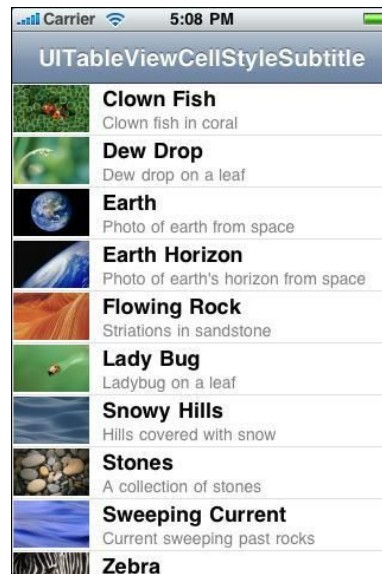 Carrier 5:08 PM
UITableViewCellStyleSubtitle
Clown Fish
Clown fish in coral
Dew Drop
Dew drop on a leaf
Earth
Photo of earth from space
Earth Horizon
Photo of earth's horizon from space
Flowing Rock
Striations in sandstone
Lady Bug
Ladybug on a leaf
Snowy Hills
Hills covered with snow
Stones
A collection of stones
Sweeping Current
Current sweeping past rocks
Zebra